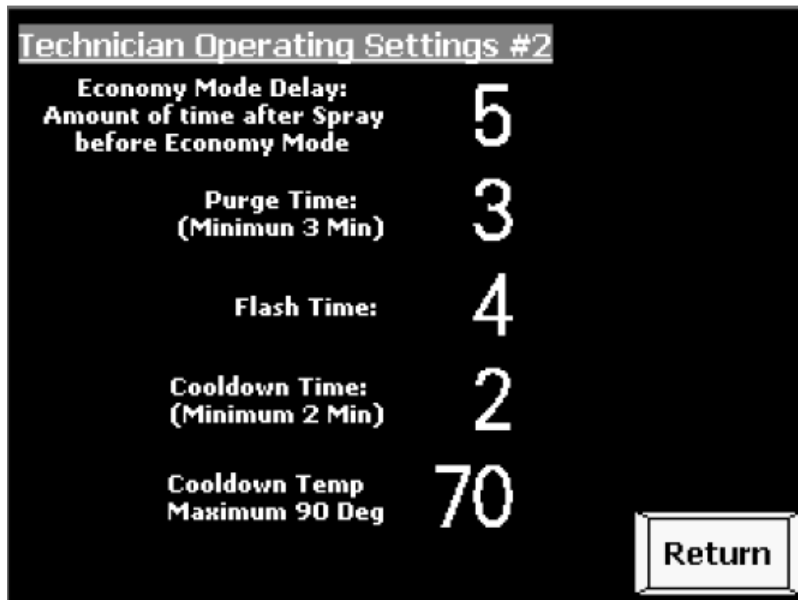 Technician Operating Settings #2
Economy Mode Delay:
Amount of time after Spray
before Economy Mode
5
Purge Time:
(Minimun 3 Min)
3
Flash Time:
4
Cooldown Time:
(Minimum 2 Min)
2
Cooldown Temp
Maximum 90 Deg
70
Return